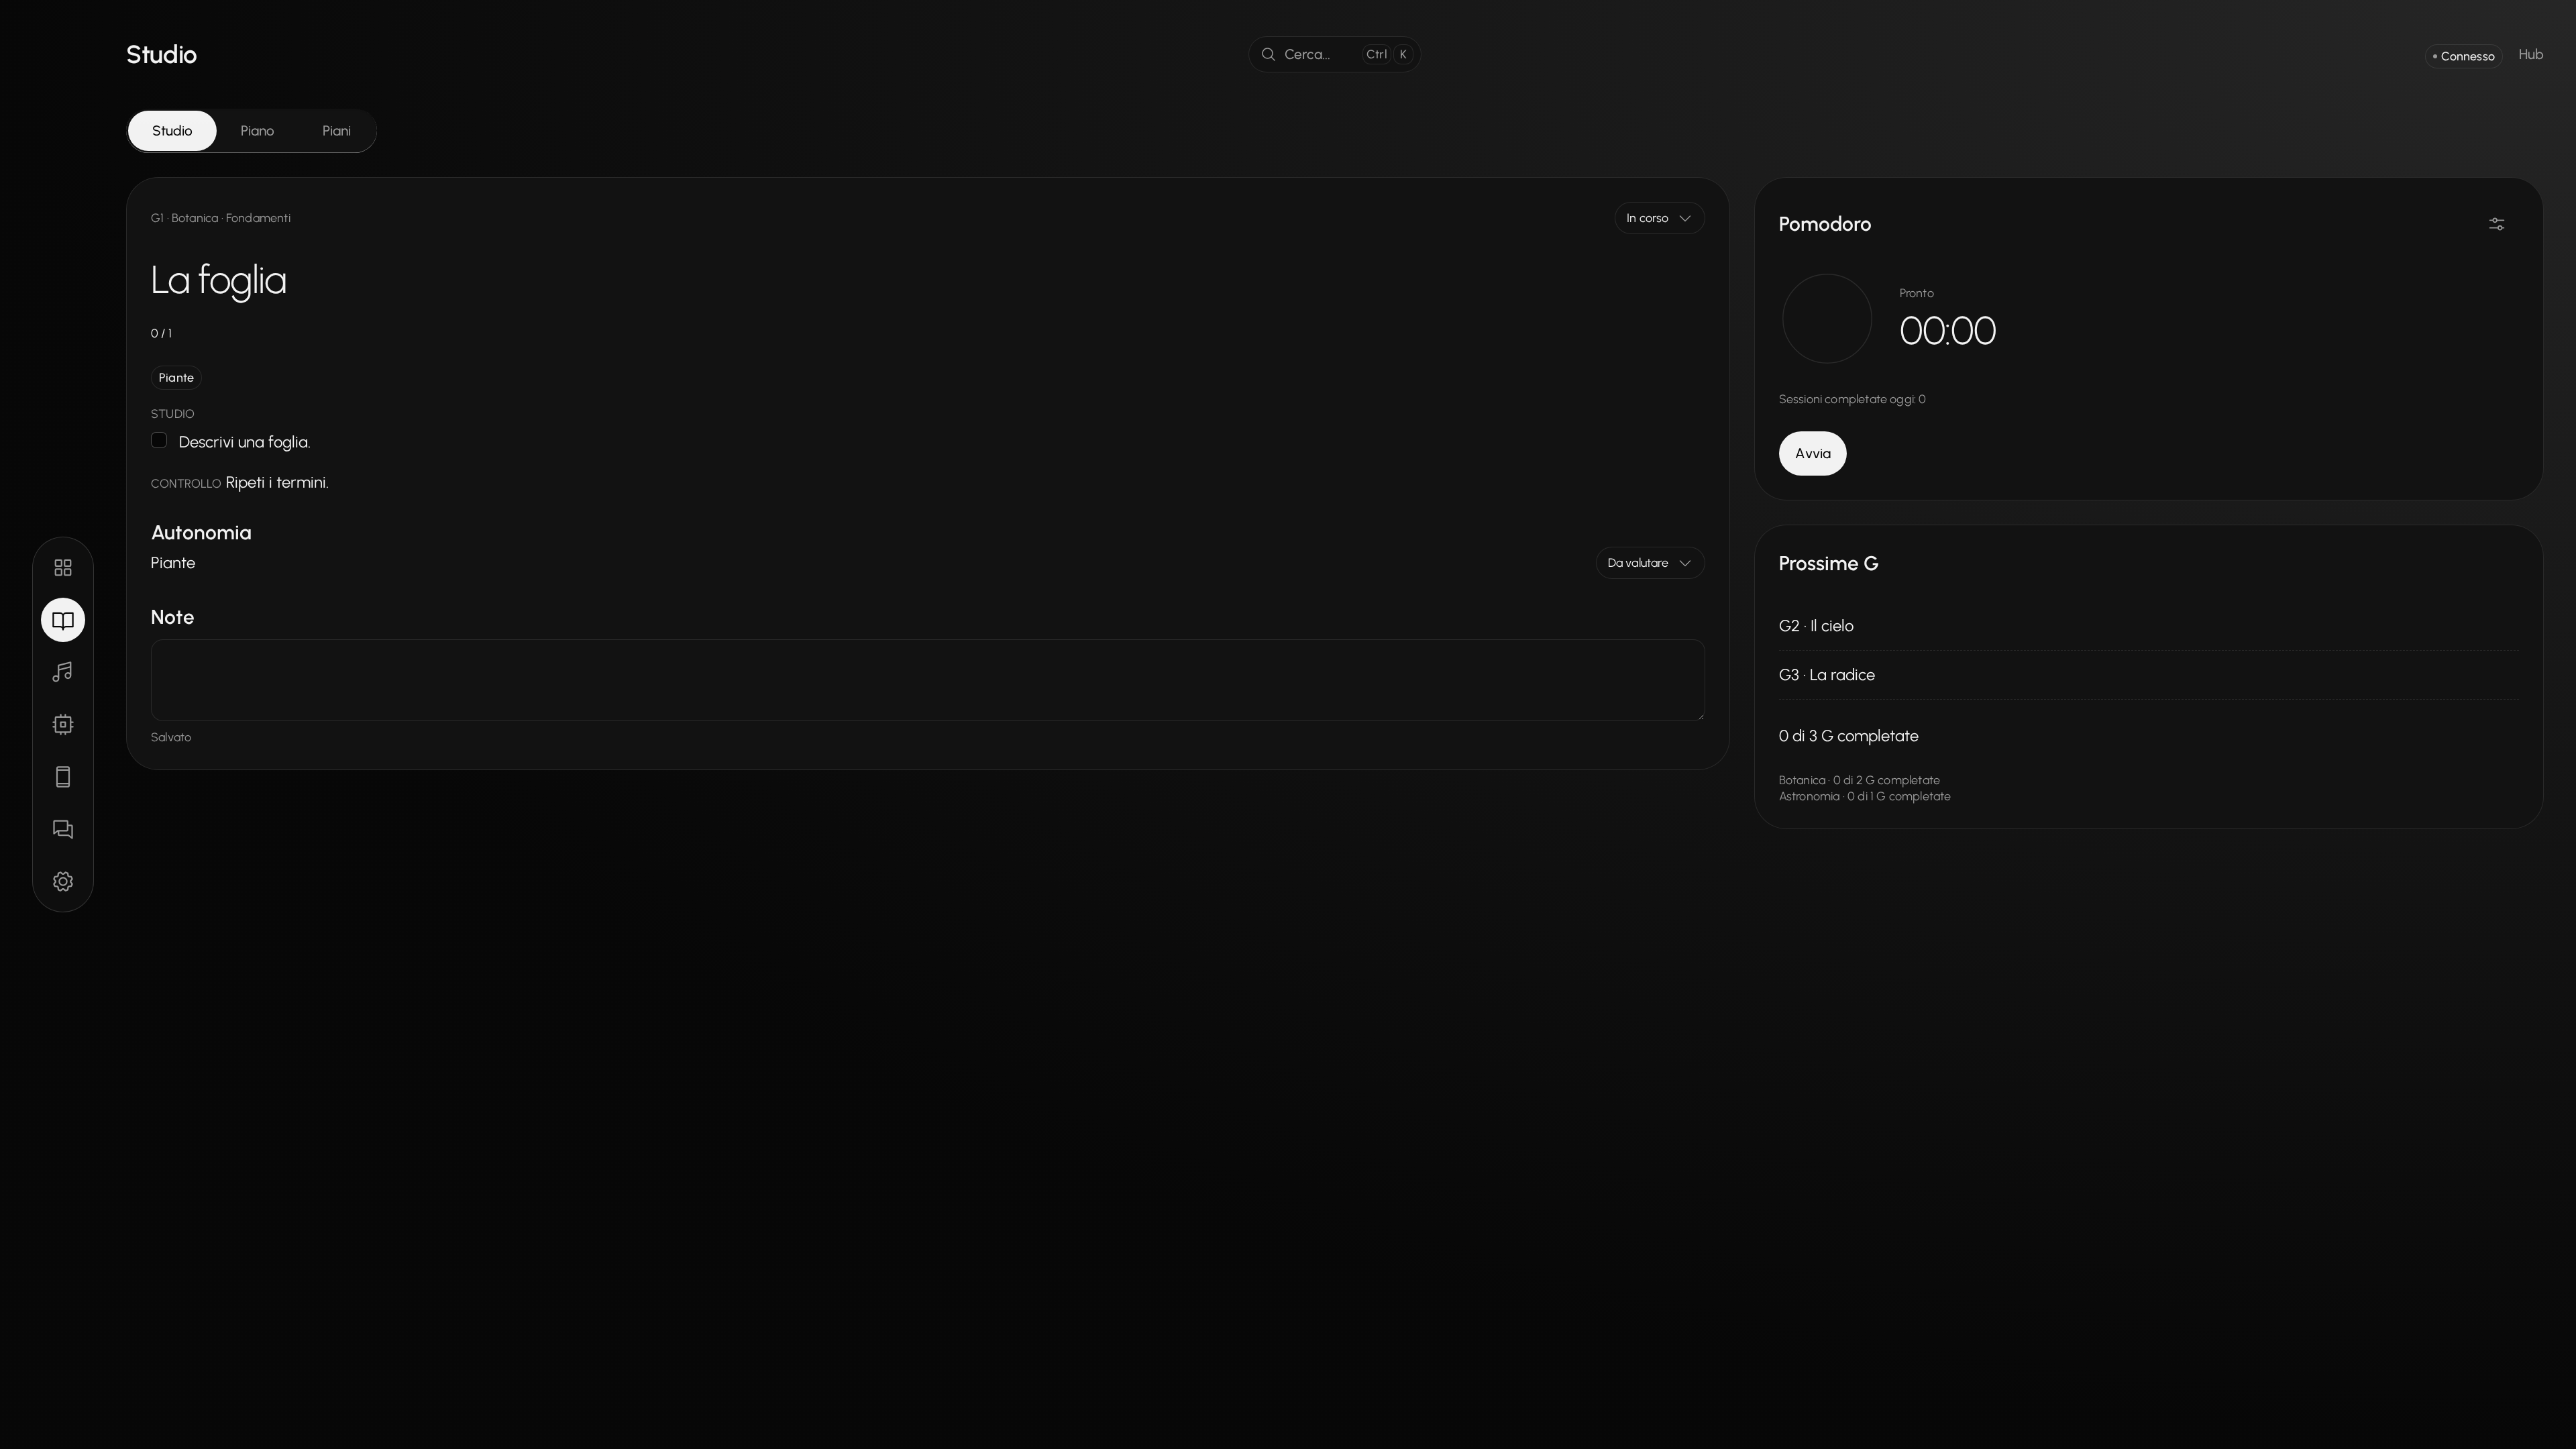 Studio
Cerca...
Ctrl K
Connesso
Hub
Studio
Piano
Piani
G1 · Botanica · Fondamenti
In corso
La foglia
0 / 1
Piante
STUDIO
Descrivi una foglia.
CONTROLLO Ripeti i termini.
Autonomia
Piante
Da valutare
Note
Salvato
Pomodoro
Pronto
00:00
Sessioni completate oggi: 0
Avvia
Prossime G
G2 · Il cielo
G3 · La radice
0 di 3 G completate
Botanica · 0 di 2 G completate
Astronomia · 0 di 1 G completate